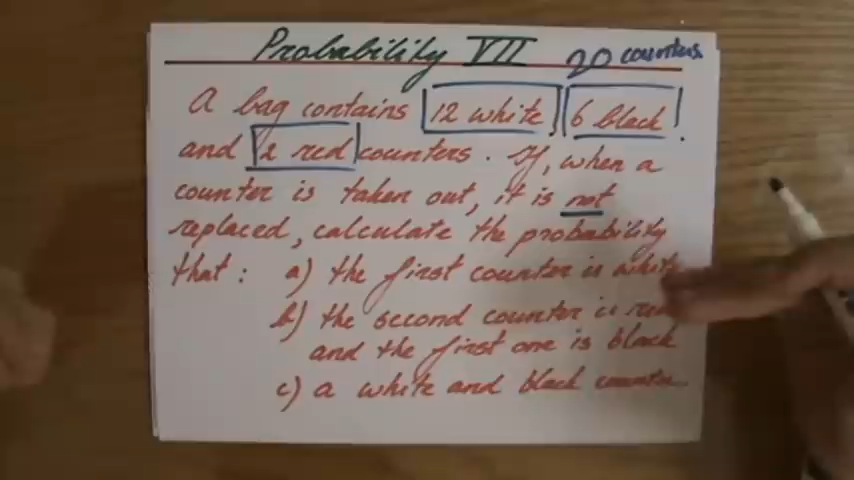 Probability VII 20 counters
A bag contains 12 white, 6 black
and 2 red counters. If, when a
counter is taken out, it is not
replaced, calculate the probability
that: a) the first counter is white
b) the second counter is red
and the first one is black
c) a white and black counter.